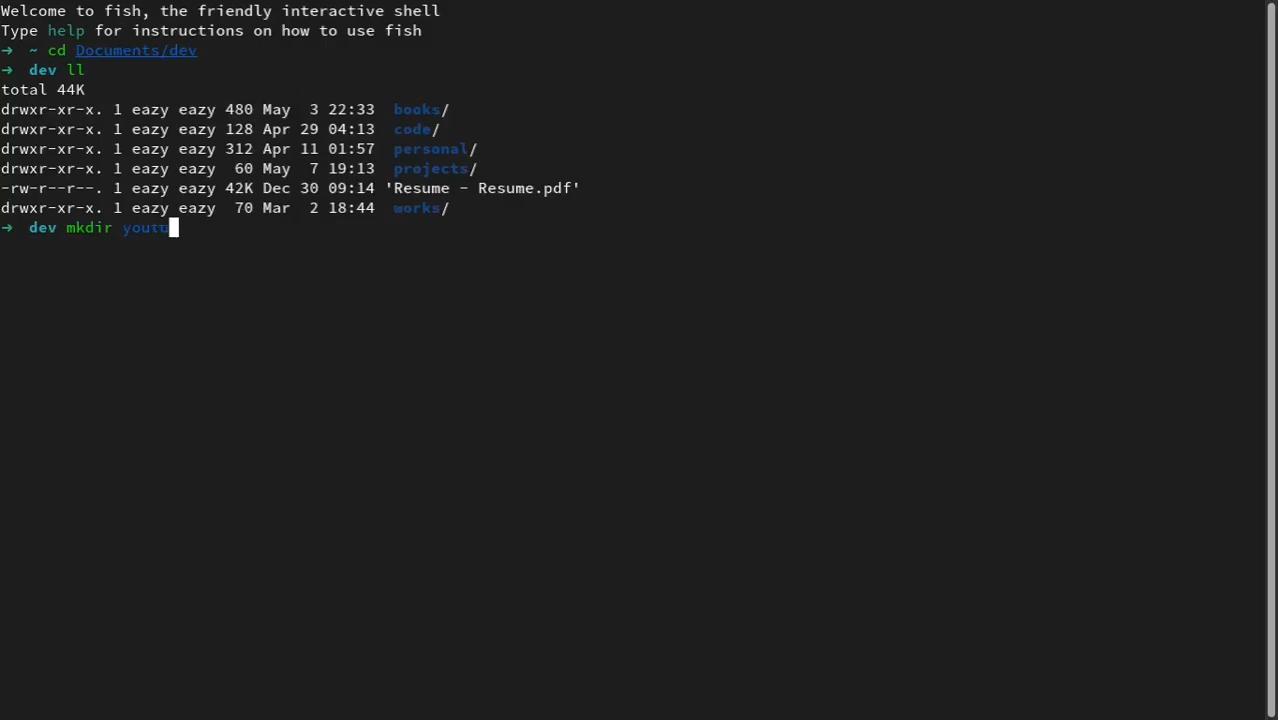 Welcome to fish, the friendly interactive shell
Type help for instructions on how to use fish
→ ~ cd Documents/dev
→ dev ll
total 44K
drwxr-xr-x. 1 eazy eazy 480 May  3 22:33  books/
drwxr-xr-x. 1 eazy eazy 128 Apr 29 04:13  code/
drwxr-xr-x. 1 eazy eazy 312 Apr 11 01:57  personal/
drwxr-xr-x. 1 eazy eazy  60 May  7 19:13  projects/
-rw-r--r--. 1 eazy eazy 42K Dec 30 09:14 'Resume - Resume.pdf'
drwxr-xr-x. 1 eazy eazy  70 Mar  2 18:44  works/
→ dev mkdir youtu